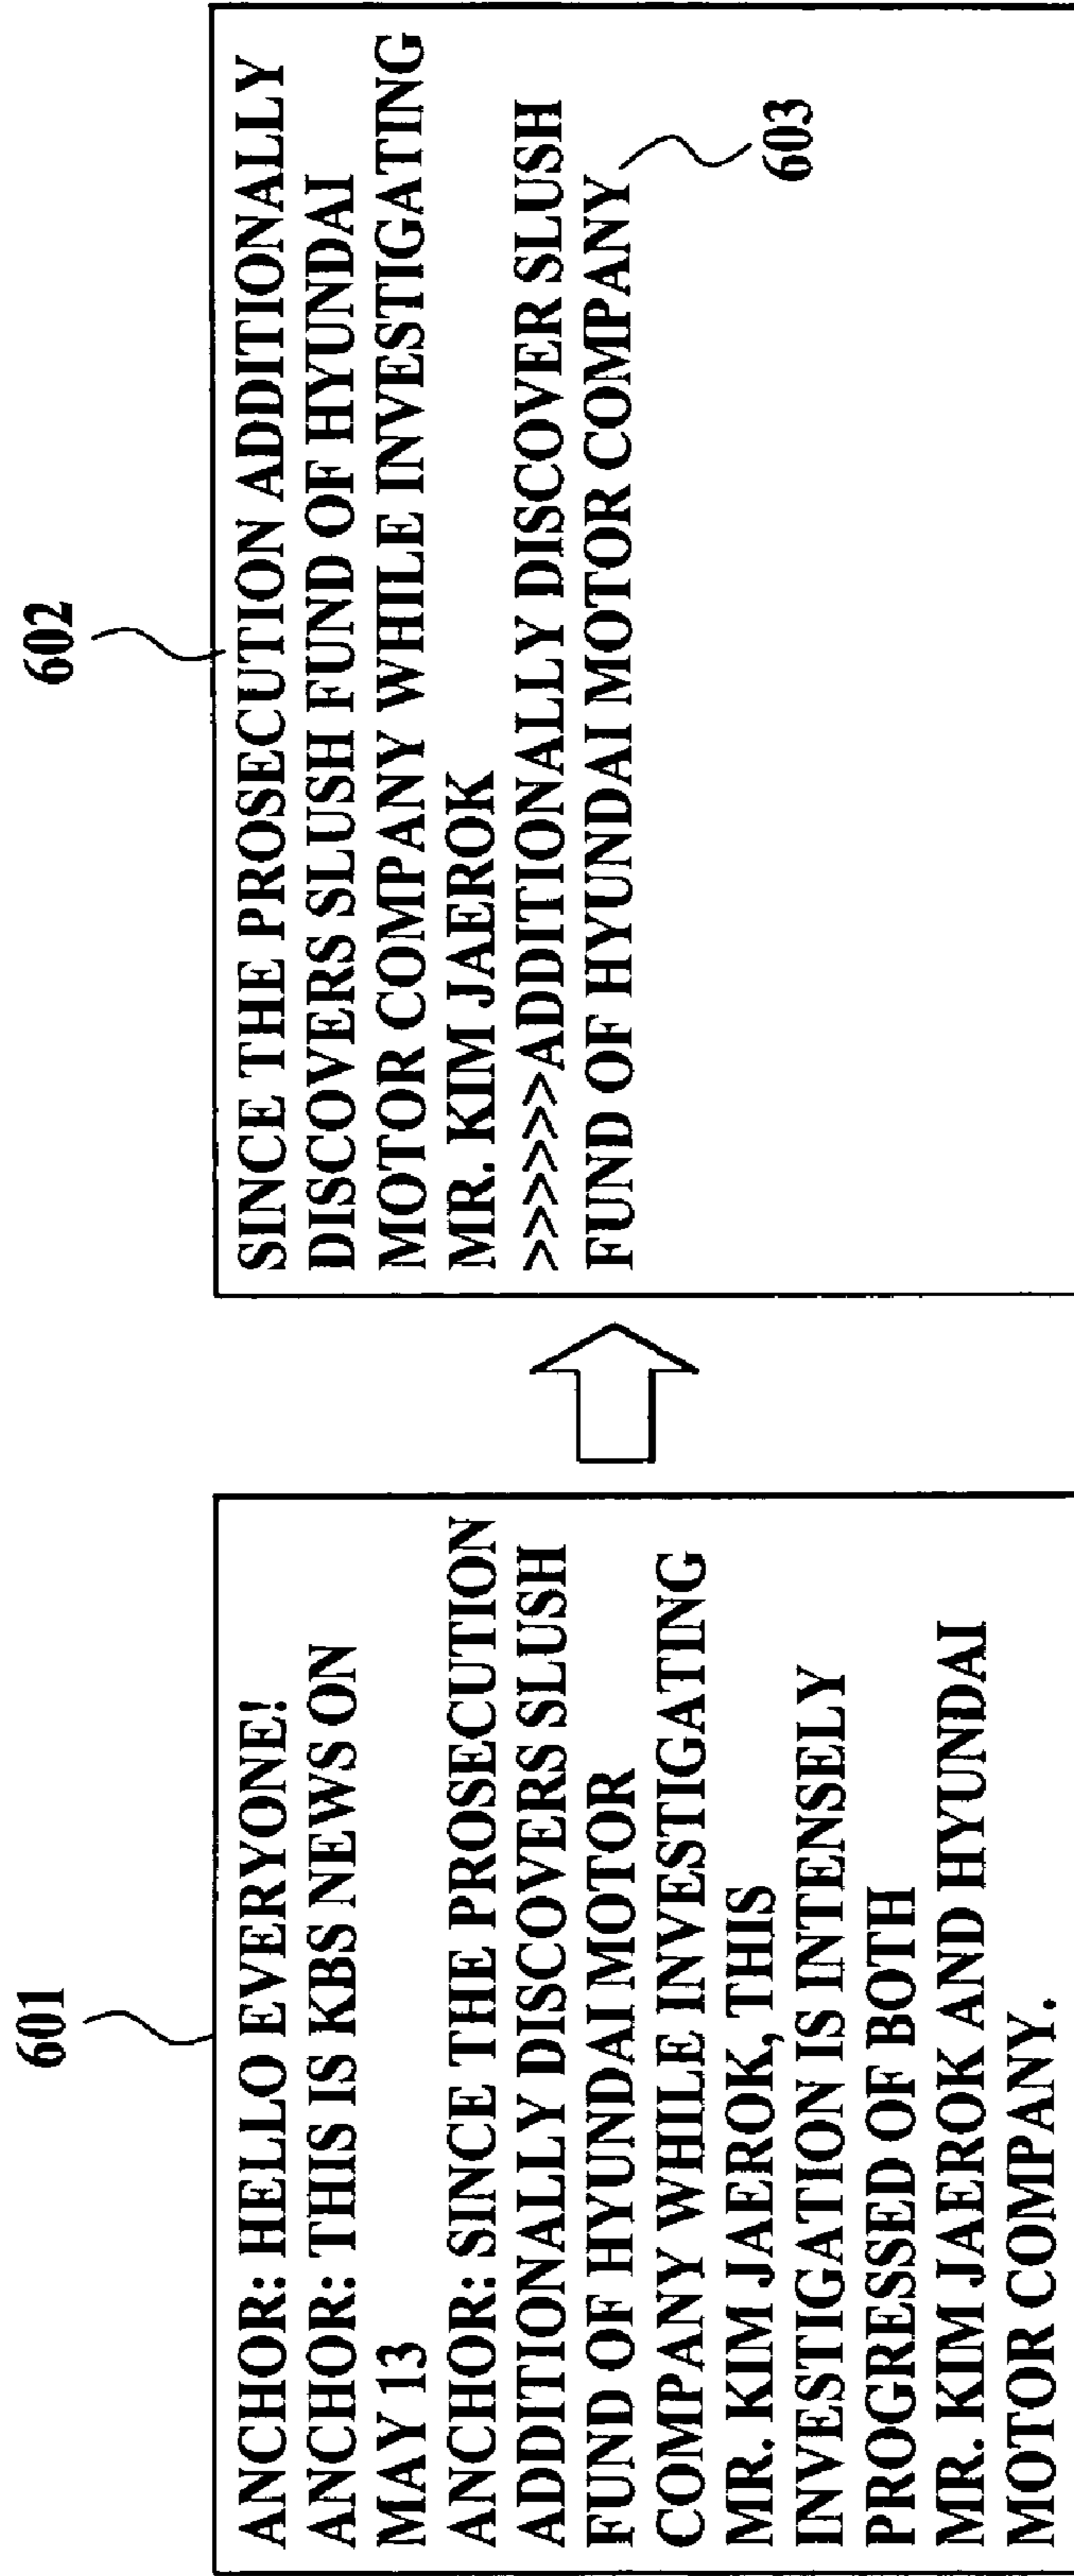 601
ANCHOR: HELLO EVERYONE!
ANCHOR: THIS IS KBS NEWS ON
MAY 13
ANCHOR: SINCE THE PROSECUTION
ADDITIONALLY DISCOVERS SLUSH
FUND OF HYUNDAI MOTOR
COMPANY WHILE INVESTIGATING
MR. KIM JAEROK, THIS
INVESTIGATION IS INTENSELY
PROGRESSED OF BOTH
MR. KIM JAEROK AND HYUNDAI
MOTOR COMPANY.
602
SINCE THE PROSECUTION ADDITIONALLY
DISCOVERS SLUSH FUND OF HYUNDAI
MOTOR COMPANY WHILE INVESTIGATING
MR. KIM JAEROK
>>>>>>ADDITIONALLY DISCOVER SLUSH
FUND OF HYUNDAI MOTOR COMPANY
603